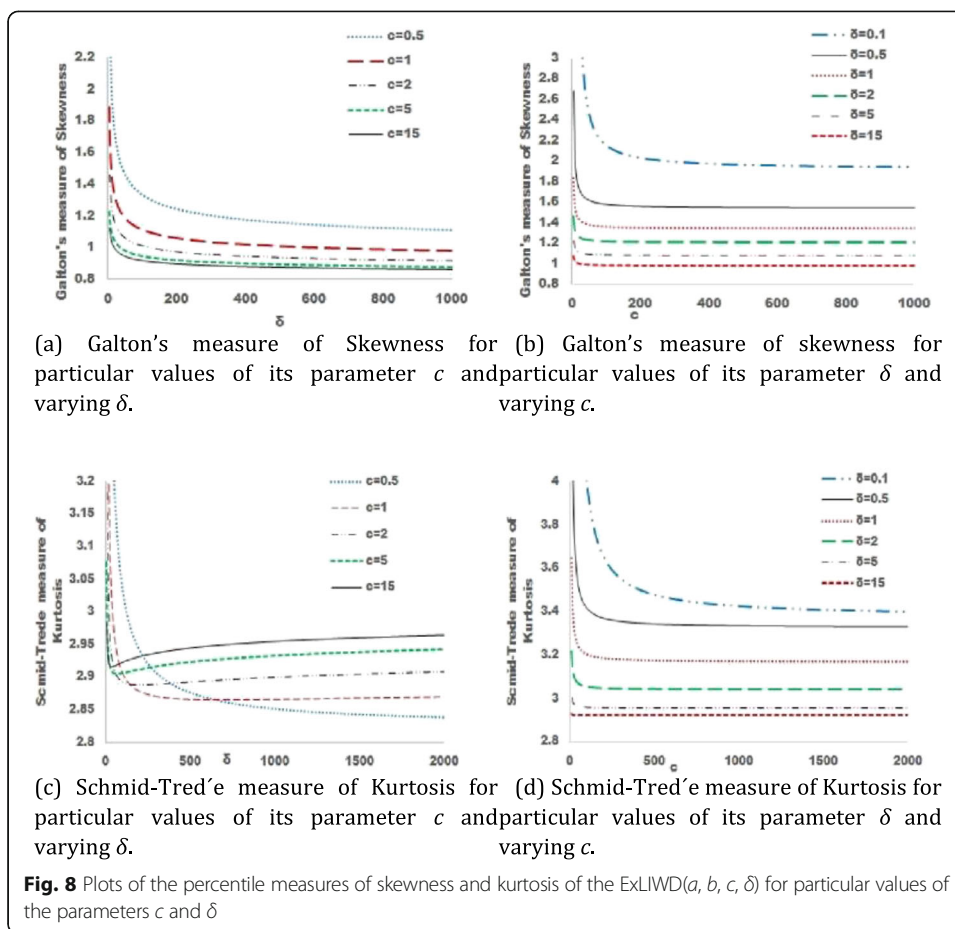 Galton's measure of Skewness
2.2
2
1.8
1.6
1.4
1.2
1
0.8
0
200
400
600
800
1000
δ
c=0.5
c=1
c=2
c=5
c=15
(a) Galton's measure of Skewness for
particular values of its parameter c and
varying δ.
Galton's measure of Skewness
3
2.8
2.6
2.4
2.2
2
1.8
1.6
1.4
1.2
1
0.8
0
200
400
600
800
1000
c
δ=0.1
δ=0.5
δ=1
δ=2
δ=5
δ=15
(b) Galton's measure of skewness for
particular values of its parameter δ and
varying c.
Scmid-Trede measure of
Kurtosis
3.2
3.15
3.1
3.05
3
2.95
2.9
2.85
2.8
0
500
1000
1500
2000
δ
c=0.5
c=1
c=2
c=5
c=15
(c) Schmid-Tred´e measure of Kurtosis for
particular values of its parameter c and
varying δ.
Scmid-Trede measure of
Kurtosis
4
3.8
3.6
3.4
3.2
3
2.8
0
500
1000
1500
2000
c
δ=0.1
δ=0.5
δ=1
δ=2
δ=5
δ=15
(d) Schmid-Tred´e measure of Kurtosis for
particular values of its parameter δ and
varying c.
Fig. 8 Plots of the percentile measures of skewness and kurtosis of the ExLIWD(a, b, c, δ) for particular values of
the parameters c and δ